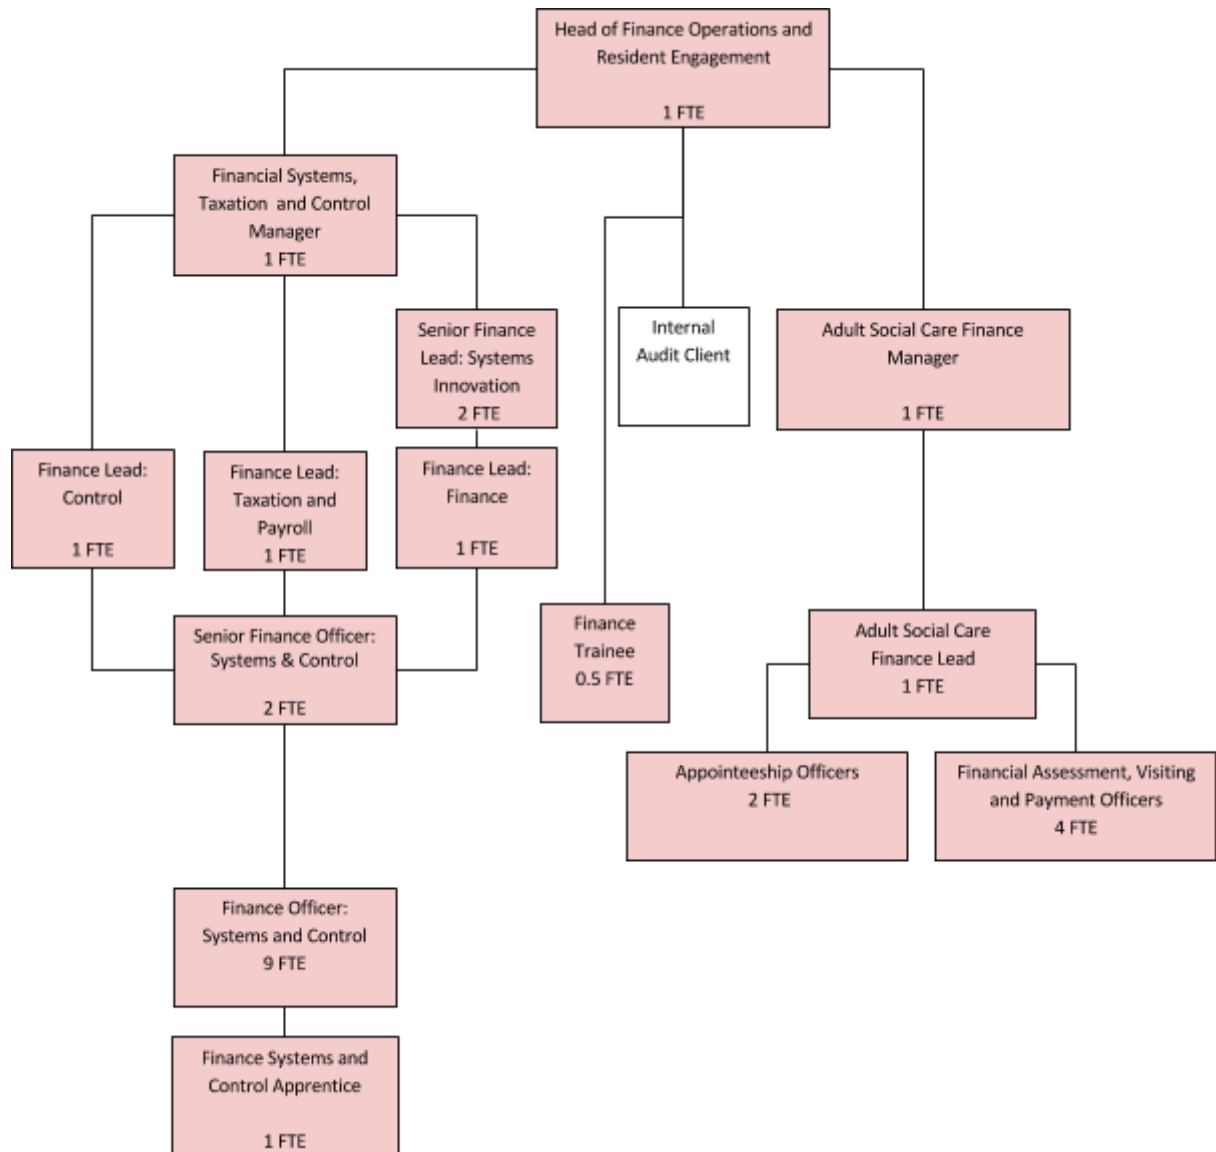 Head of Finance Operations and
Resident Engagement
1 FTE
Financial Systems,
Taxation and Control
Manager
1 FTE
Senior Finance
Lead: Systems
Innovation
2 FTE
Internal
Audit Client
Adult Social Care Finance
Manager
1 FTE
Finance Lead:
Control
1 FTE
Finance Lead:
Taxation and
Payroll
1 FTE
Finance Lead:
Finance
1 FTE
Senior Finance Officer:
Systems & Control
2 FTE
Finance
Trainee
0.5 FTE
Adult Social Care
Finance Lead
1 FTE
Appointeeship Officers
2 FTE
Financial Assessment, Visiting
and Payment Officers
4 FTE
Finance Officer:
Systems and Control
9 FTE
Finance Systems and
Control Apprentice
1 FTE